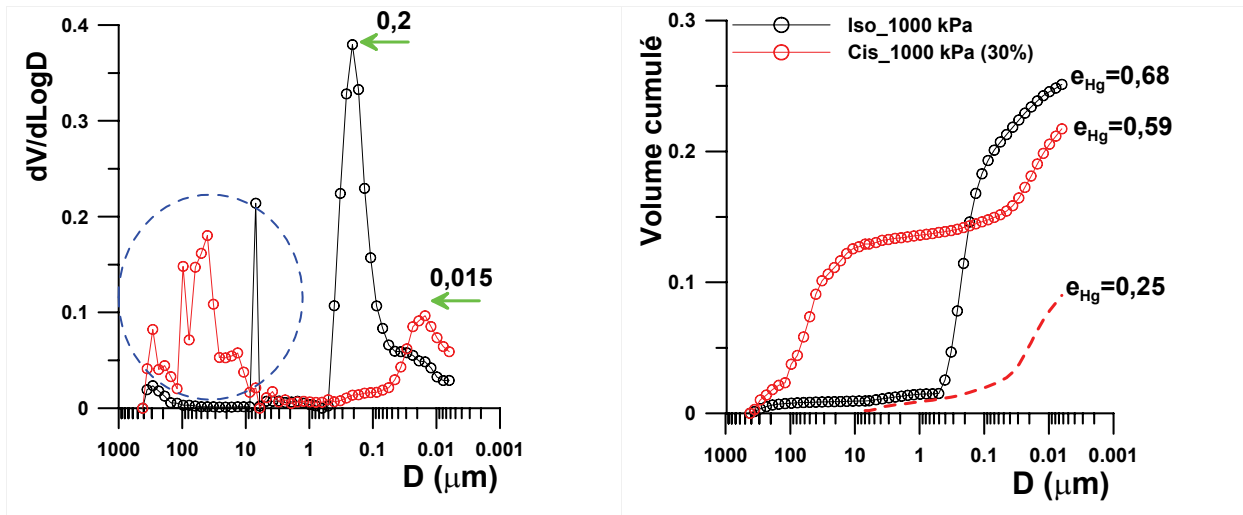 0.4
0.3
0.2
0.1
0
dV/dLogD
0,2
0,015
1000
100
10
1
0.1
0.01
0.001
D (μm)
0.3
0.2
0.1
0
Volume cumulé
Iso_1000 kPa
Cis_1000 kPa (30%)
eHg=0,68
eHg=0,59
eHg=0,25
1000
100
10
1
0.1
0.01
0.001
D (μm)